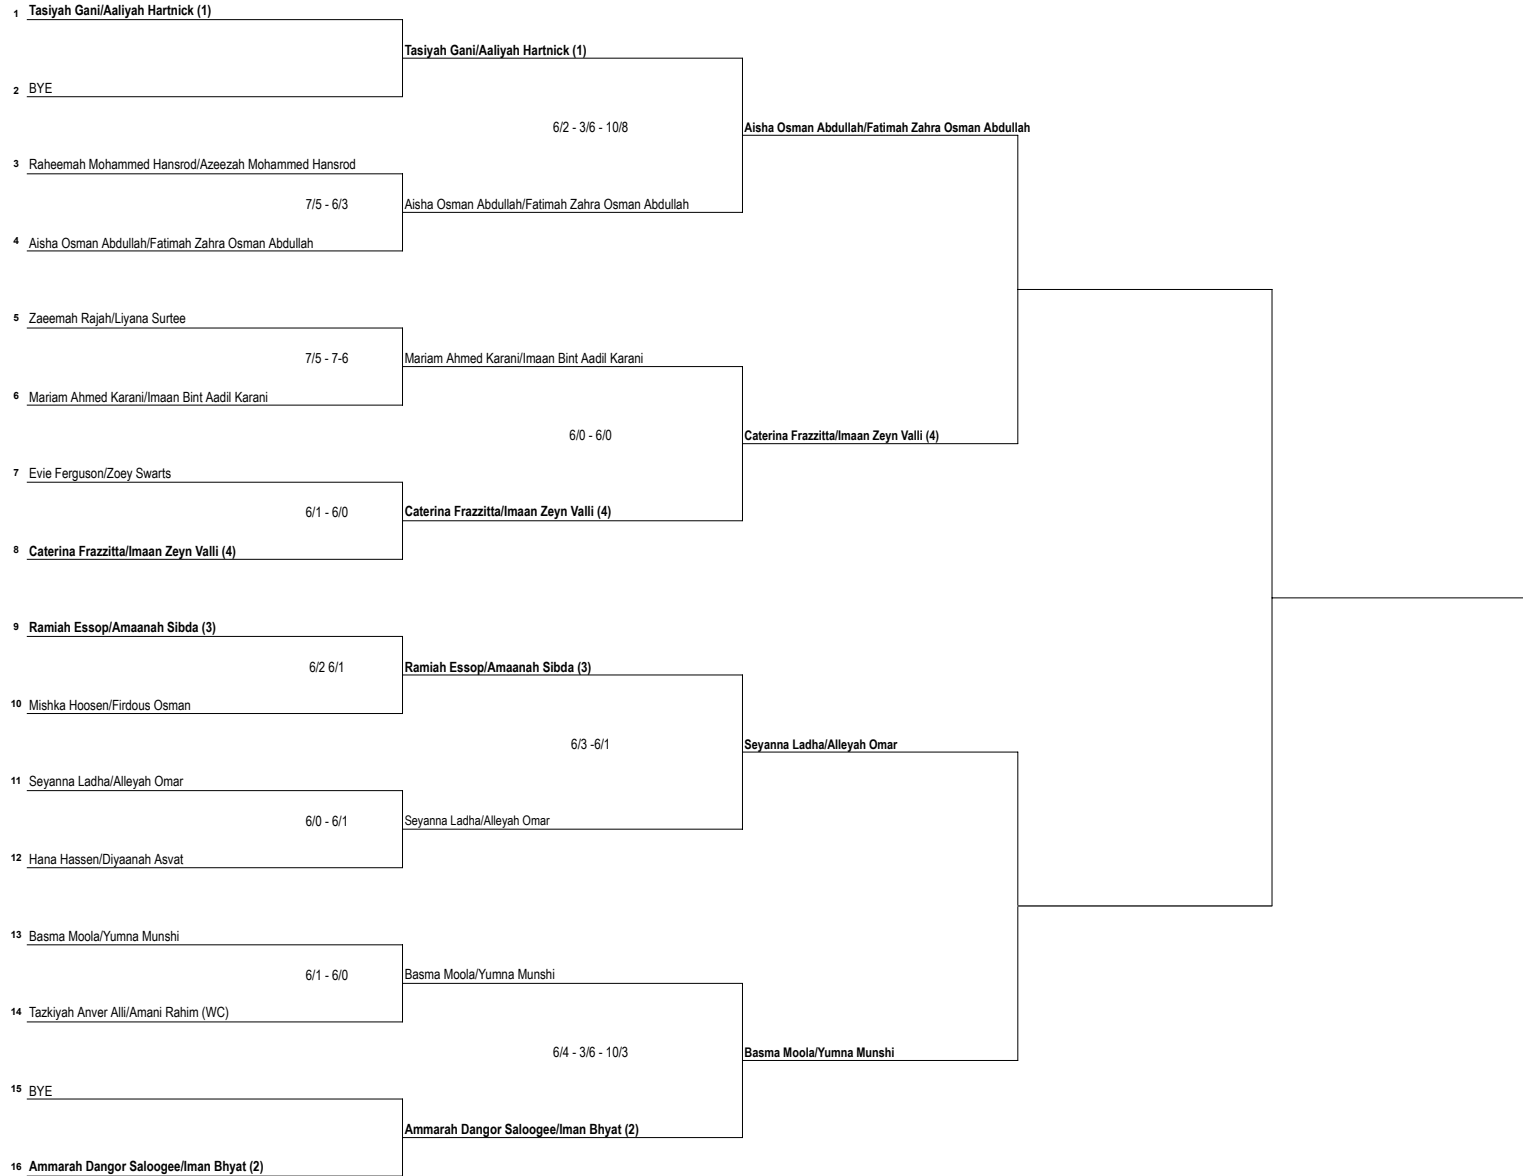 1 Tasiyah Gani/Aaliyah Hartnick (1)
Tasiyah Gani/Aaliyah Hartnick (1)
2 BYE
6/2 - 3/6 - 10/8
Aisha Osman Abdullah/Fatimah Zahra Osman Abdullah
3 Raheemah Mohammed Hansrod/Azeezah Mohammed Hansrod
7/5 - 6/3
Aisha Osman Abdullah/Fatimah Zahra Osman Abdullah
4 Aisha Osman Abdullah/Fatimah Zahra Osman Abdullah
5 Zaeemah Rajah/Liyana Surtee
7/5 - 7-6
Mariam Ahmed Karani/Imaan Bint Aadil Karani
6 Mariam Ahmed Karani/Imaan Bint Aadil Karani
6/0 - 6/0
Caterina Frazzitta/Imaan Zeyn Valli (4)
7 Evie Ferguson/Zoey Swarts
6/1 - 6/0
Caterina Frazzitta/Imaan Zeyn Valli (4)
8 Caterina Frazzitta/Imaan Zeyn Valli (4)
9 Ramiah Essop/Amaanah Sibda (3)
6/2 6/1
Ramiah Essop/Amaanah Sibda (3)
10 Mishka Hoosen/Firdous Osman
6/3 -6/1
Seyanna Ladha/Alleyah Omar
11 Seyanna Ladha/Alleyah Omar
6/0 - 6/1
Seyanna Ladha/Alleyah Omar
12 Hana Hassen/Diyaanah Asvat
13 Basma Moola/Yumna Munshi
6/1 - 6/0
Basma Moola/Yumna Munshi
14 Tazkiyah Anver Alli/Amani Rahim (WC)
6/4 - 3/6 - 10/3
Basma Moola/Yumna Munshi
15 BYE
Ammarah Dangor Saloogee/Iman Bhyat (2)
16 Ammarah Dangor Saloogee/Iman Bhyat (2)